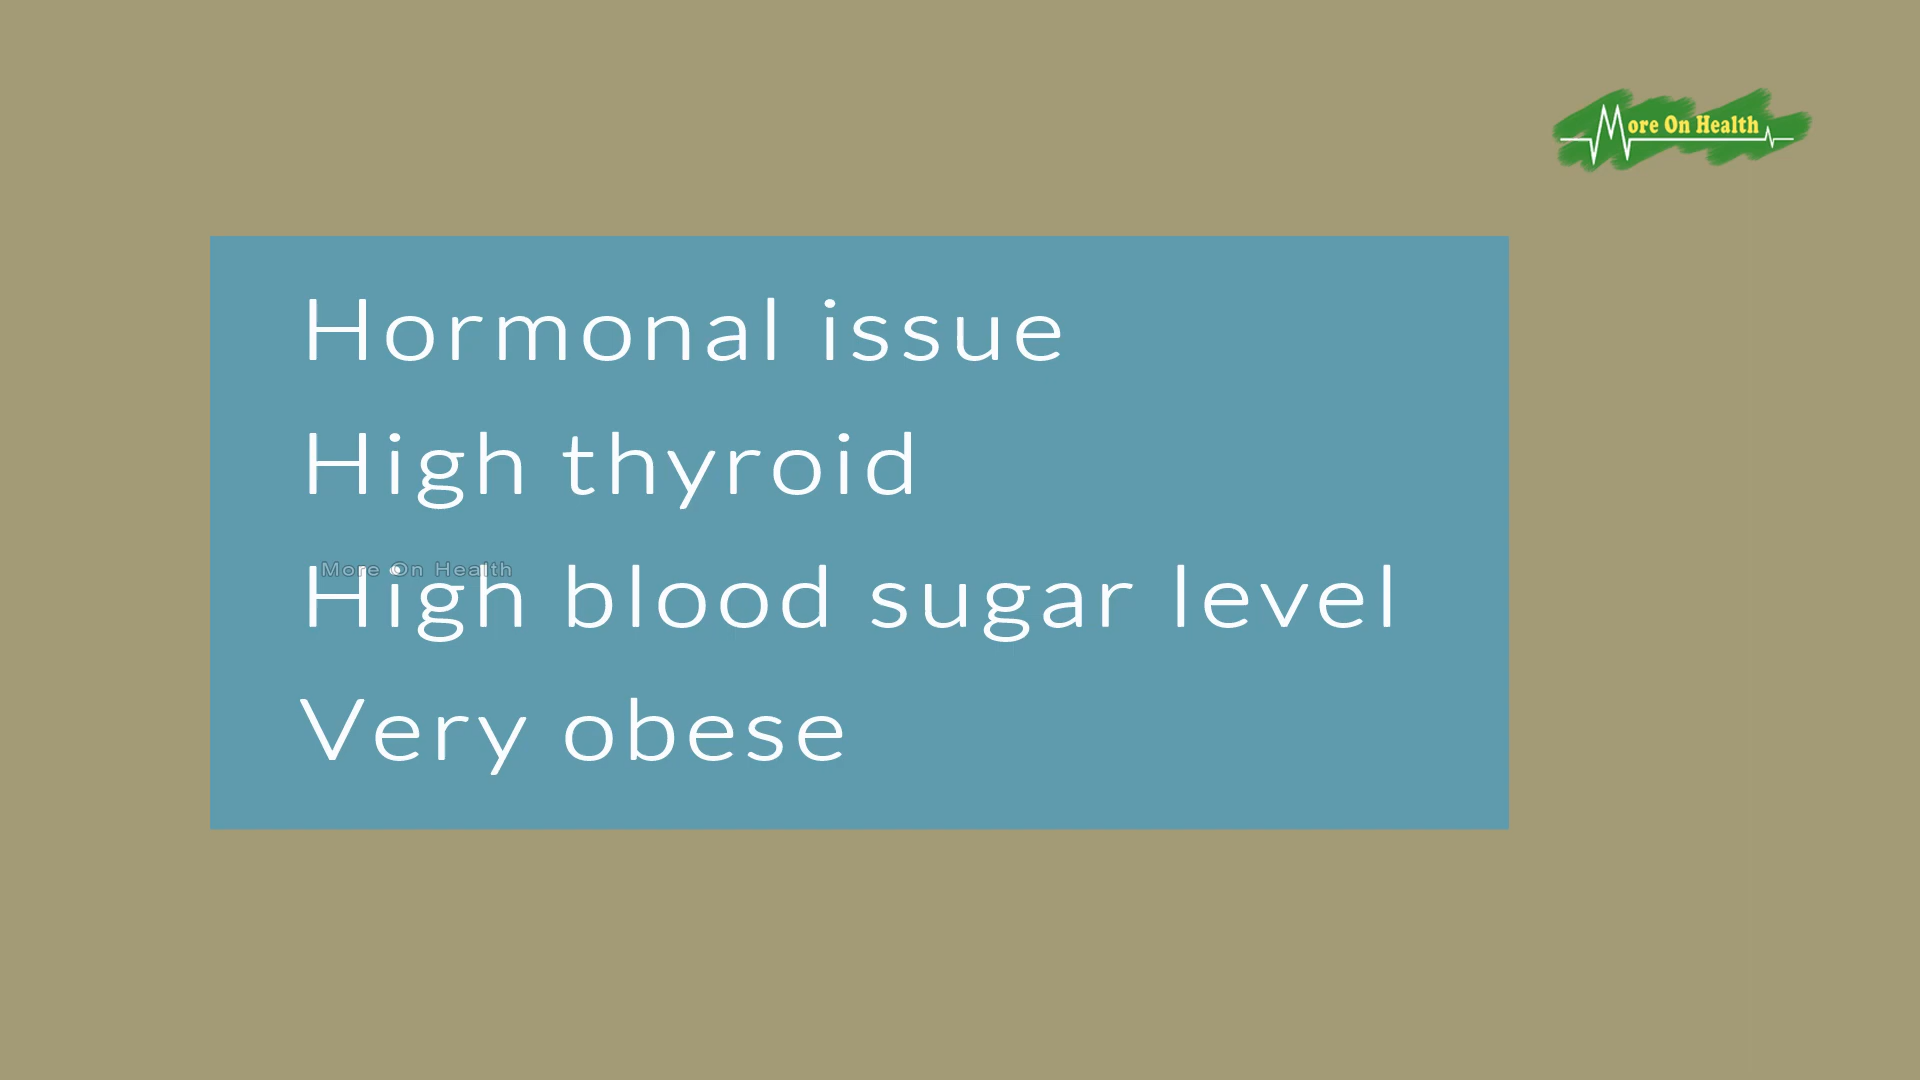 More On Health
Hormonal issue
High thyroid
More On Health
High blood sugar level
Very obese